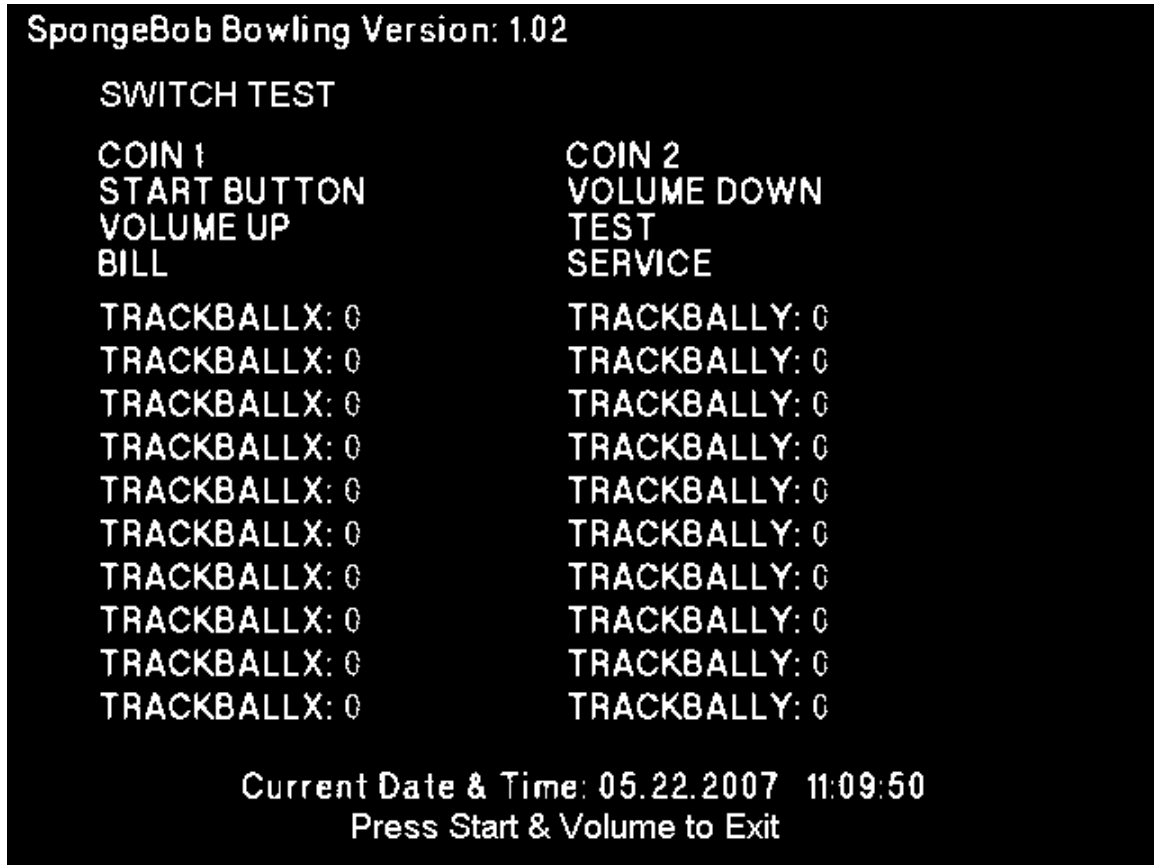 SpongeBob Bowling Version: 1.02
SWITCH TEST
COIN 1 COIN 2
START BUTTON VOLUME DOWN
VOLUME UP TEST
BILL SERVICE
TRACKBALLX: 0 TRACKBALLY: 0
TRACKBALLX: 0 TRACKBALLY: 0
TRACKBALLX: 0 TRACKBALLY: 0
TRACKBALLX: 0 TRACKBALLY: 0
TRACKBALLX: 0 TRACKBALLY: 0
TRACKBALLX: 0 TRACKBALLY: 0
TRACKBALLX: 0 TRACKBALLY: 0
TRACKBALLX: 0 TRACKBALLY: 0
TRACKBALLX: 0 TRACKBALLY: 0
TRACKBALLX: 0 TRACKBALLY: 0
Current Date & Time: 05.22.2007 11:09:50
Press Start & Volume to Exit